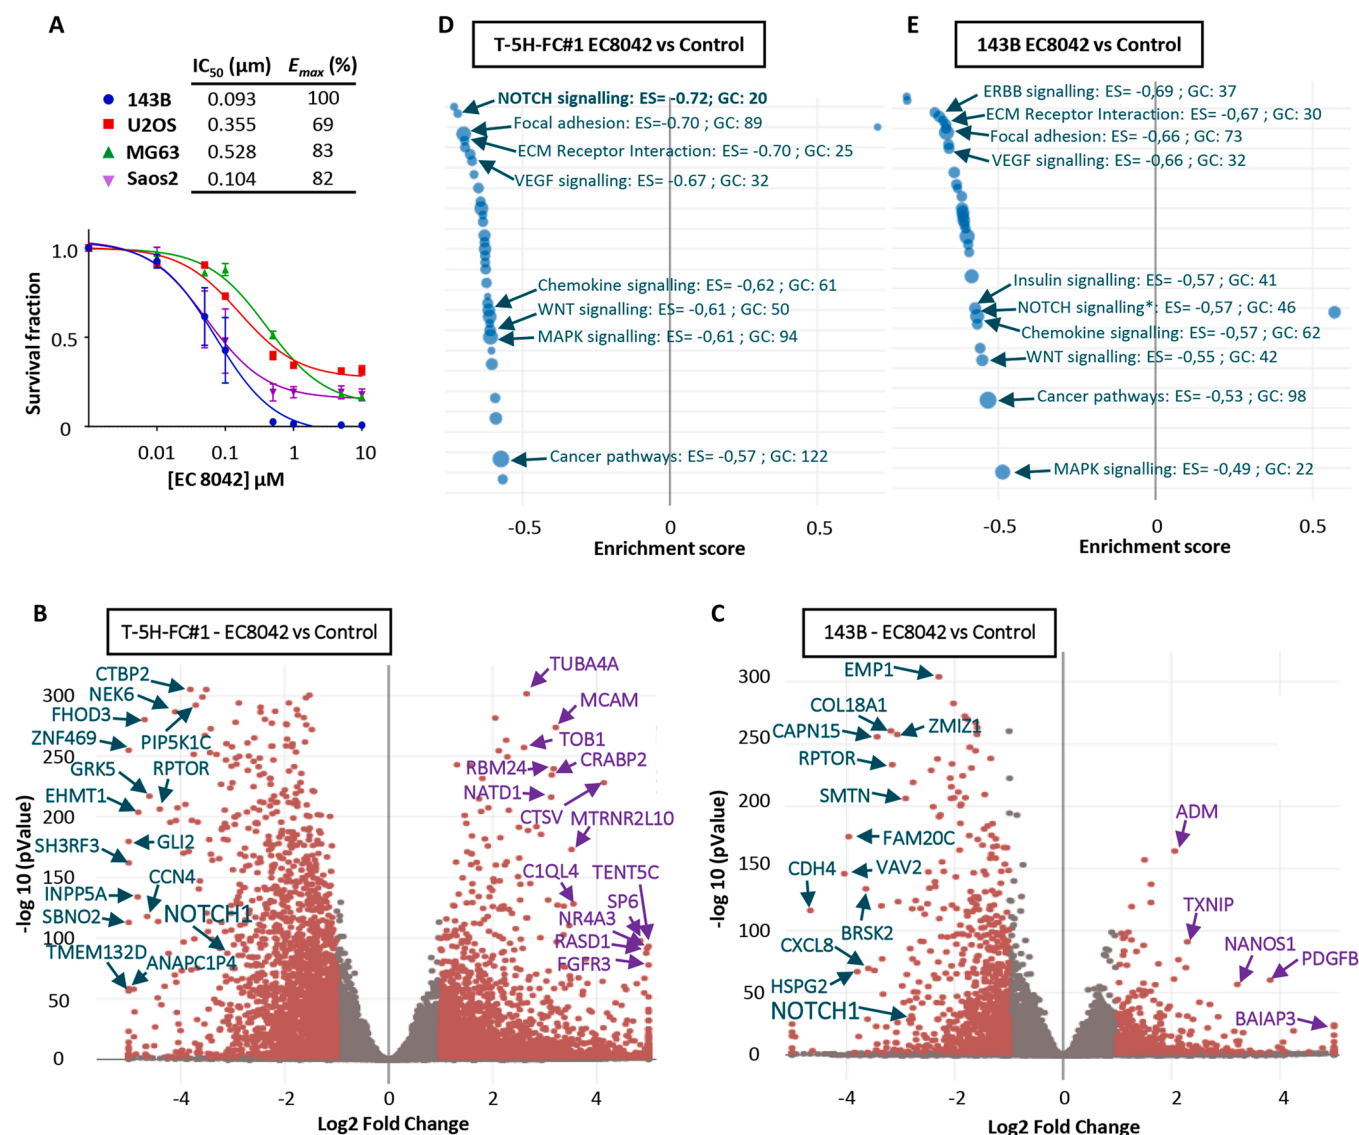 A
IC50 (µm) Emax (%)
143B 0.093 100
U2OS 0.355 69
MG63 0.528 83
Saos2 0.104 82
Survival fraction
1.0
0.5
0
0.01 0.1 1 10
[EC 8042] µM
D
T-5H-FC#1 EC8042 vs Control
NOTCH signalling: ES= -0.72; GC: 20
Focal adhesion: ES=-0.70 ; GC: 89
ECM Receptor Interaction: ES= -0.70 ; GC: 25
VEGF signalling: ES= -0.67 ; GC: 32
Chemokine signalling: ES= -0,62 ; GC: 61
WNT signalling: ES= -0,61 ; GC: 50
MAPK signalling: ES= -0,61 ; GC: 94
Cancer pathways: ES= -0,57 ; GC: 122
-0.5 0 0.5
Enrichment score
E
143B EC8042 vs Control
ERBB signalling: ES= -0,69 ; GC: 37
ECM Receptor Interaction: ES= -0,67 ; GC: 30
Focal adhesion: ES= -0,66 ; GC: 73
VEGF signalling: ES= -0,66 ; GC: 32
Insulin signalling: ES= -0,57 ; GC: 41
NOTCH signalling*: ES= -0,57 ; GC: 46
Chemokine signalling: ES= -0,57 ; GC: 62
WNT signalling: ES= -0,55 ; GC: 42
Cancer pathways: ES= -0,53 ; GC: 98
MAPK signalling: ES= -0,49 ; GC: 22
-0.5 0 0.5
Enrichment score
B
T-5H-FC#1 - EC8042 vs Control
-log 10 (pValue)
300
250
200
150
100
50
0
CTBP2
NEK6
FHOD3
ZNF469
PIP5K1C
GRK5
RPTOR
EHMT1
SH3RF3
GLI2
CCN4
INPP5A
SBNO2
NOTCH1
TMEM132D
ANAPC1P4
TUBA4A
MCAM
TOB1
RBM24
CRABP2
NATD1
CTSV
MTRNR2L10
C1QL4
TENT5C
SP6
NR4A3
RASD1
FGFR3
-4 -2 0 2 4
Log2 Fold Change
C
143B - EC8042 vs Control
-log 10 (pValue)
300
250
200
150
100
50
0
EMP1
COL18A1
CAPN15
ZMIZ1
RPTOR
SMTN
FAM20C
CDH4
VAV2
BRSK2
CXCL8
HSPG2
NOTCH1
ADM
TXNIP
NANOS1
PDGFB
BAIAP3
-4 -2 0 2 4
Log2 Fold Change